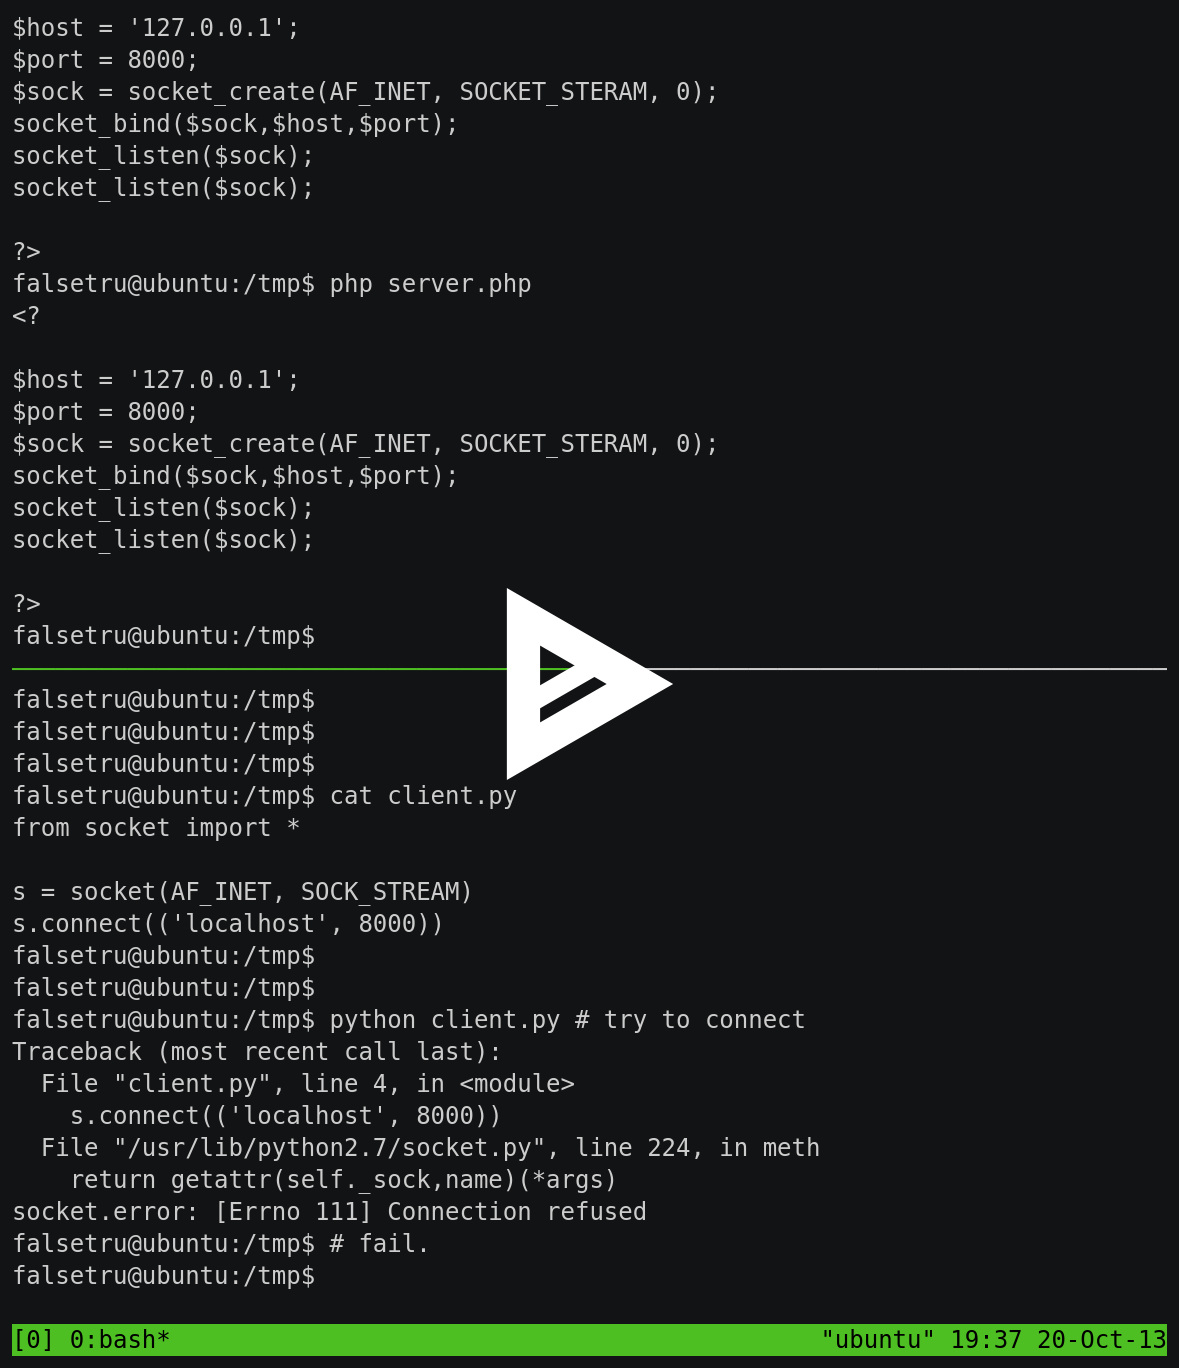 $host = '127.0.0.1';
$port = 8000;
$sock = socket_create(AF_INET, SOCKET_STERAM, 0);
socket_bind($sock,$host,$port);
socket_listen($sock);
socket_listen($sock);

?>
falsetru@ubuntu:/tmp$ php server.php
<?

$host = '127.0.0.1';
$port = 8000;
$sock = socket_create(AF_INET, SOCKET_STERAM, 0);
socket_bind($sock,$host,$port);
socket_listen($sock);
socket_listen($sock);

?>
falsetru@ubuntu:/tmp$
falsetru@ubuntu:/tmp$
falsetru@ubuntu:/tmp$
falsetru@ubuntu:/tmp$
falsetru@ubuntu:/tmp$ cat client.py
from socket import *

s = socket(AF_INET, SOCK_STREAM)
s.connect(('localhost', 8000))
falsetru@ubuntu:/tmp$
falsetru@ubuntu:/tmp$
falsetru@ubuntu:/tmp$ python client.py # try to connect
Traceback (most recent call last):
  File "client.py", line 4, in <module>
    s.connect(('localhost', 8000))
  File "/usr/lib/python2.7/socket.py", line 224, in meth
    return getattr(self._sock,name)(*args)
socket.error: [Errno 111] Connection refused
falsetru@ubuntu:/tmp$ # fail.
falsetru@ubuntu:/tmp$
[0] 0:bash* "ubuntu" 19:37 20-Oct-13